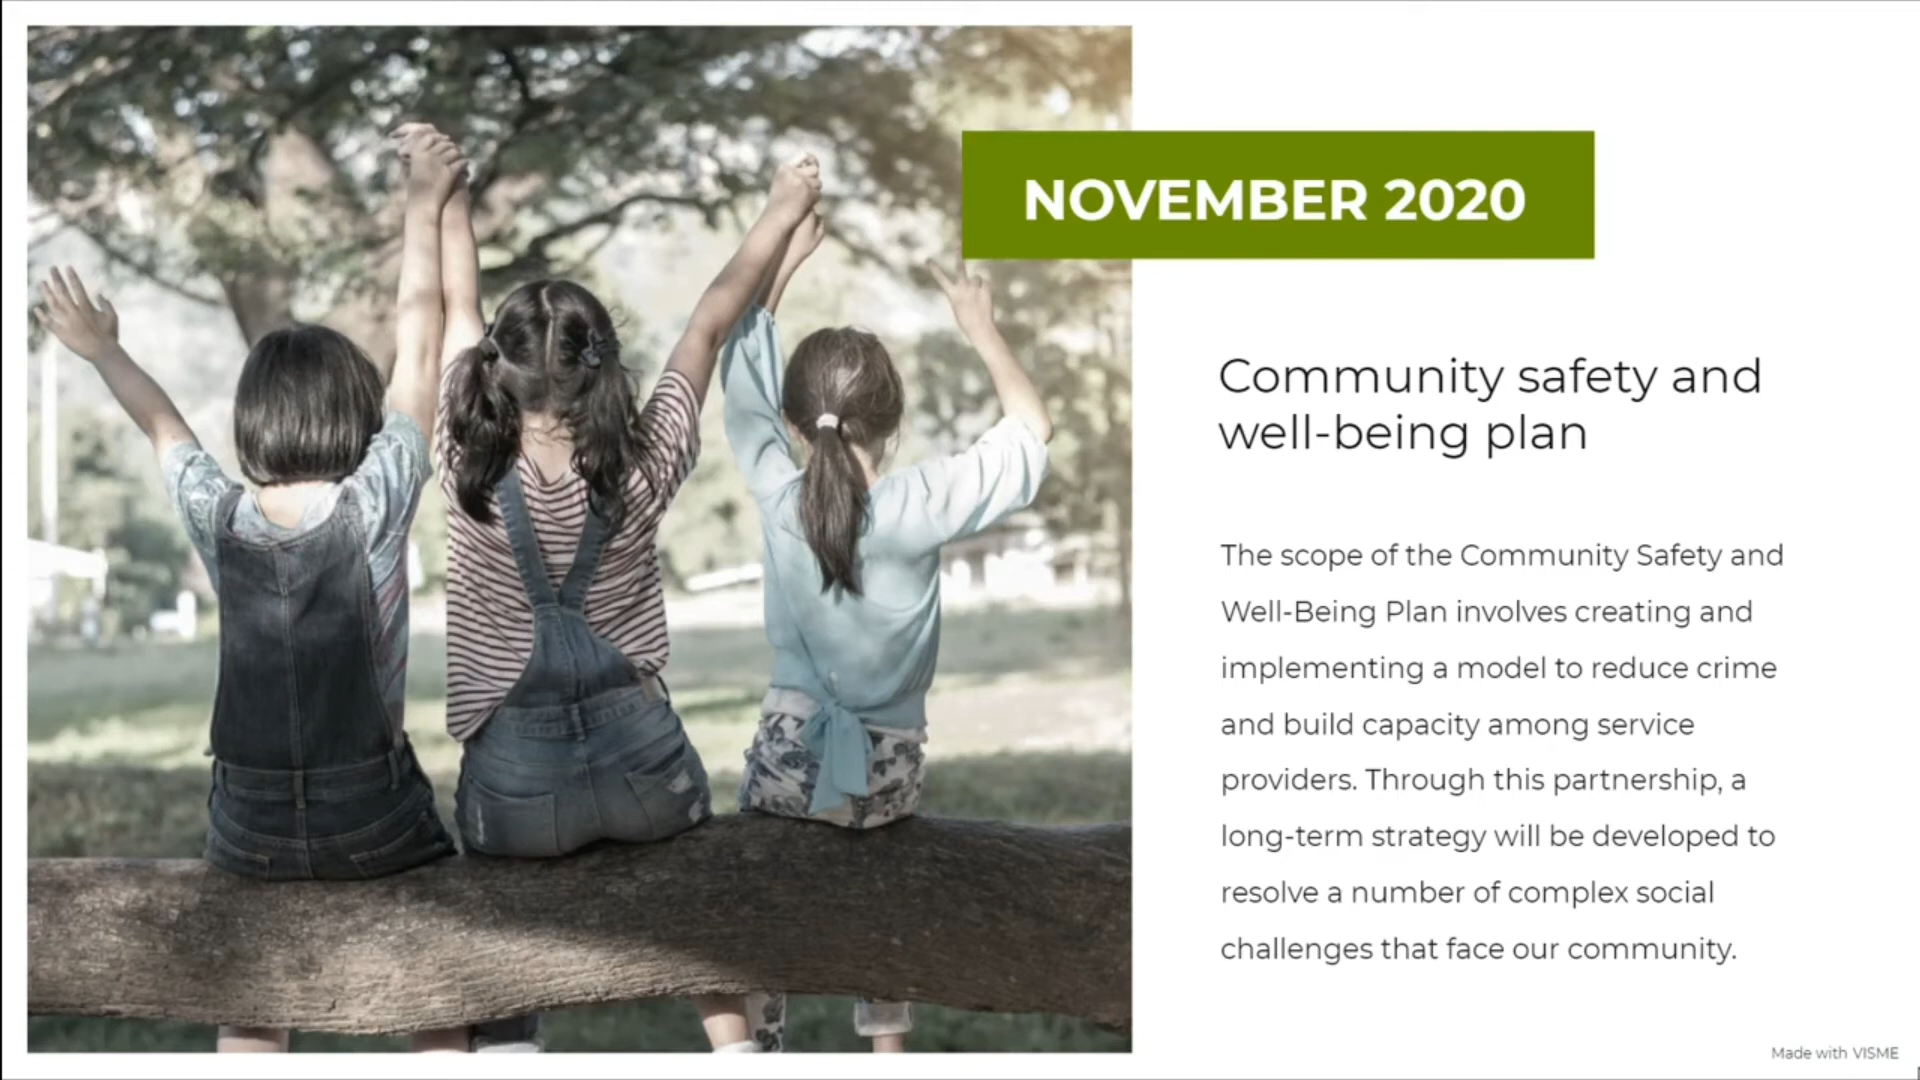 NOVEMBER 2020
Community safety and
well-being plan
The scope of the Community Safety and
Well-Being Plan involves creating and
implementing a model to reduce crime
and build capacity among service
providers. Through this partnership, a
long-term strategy will be developed to
resolve a number of complex social
challenges that face our community.
Made with VISME